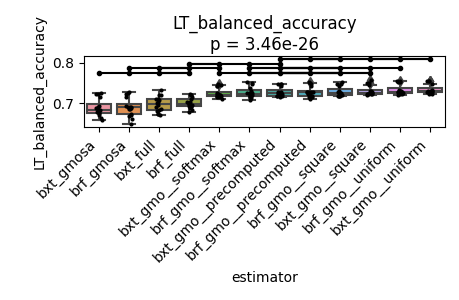 LT_balanced_accuracy
p = 3.46e-26
LT_balanced_accuracy
0.8
0.7
bxt_gmosa
brf_gmosa
bxt_full
brf_full
bxt_gmo__softmax
brf_gmo__softmax
bxt_gmo__precomputed
brf_gmo__precomputed
brf_gmo__square
bxt_gmo__square
brf_gmo__uniform
bxt_gmo__uniform
estimator